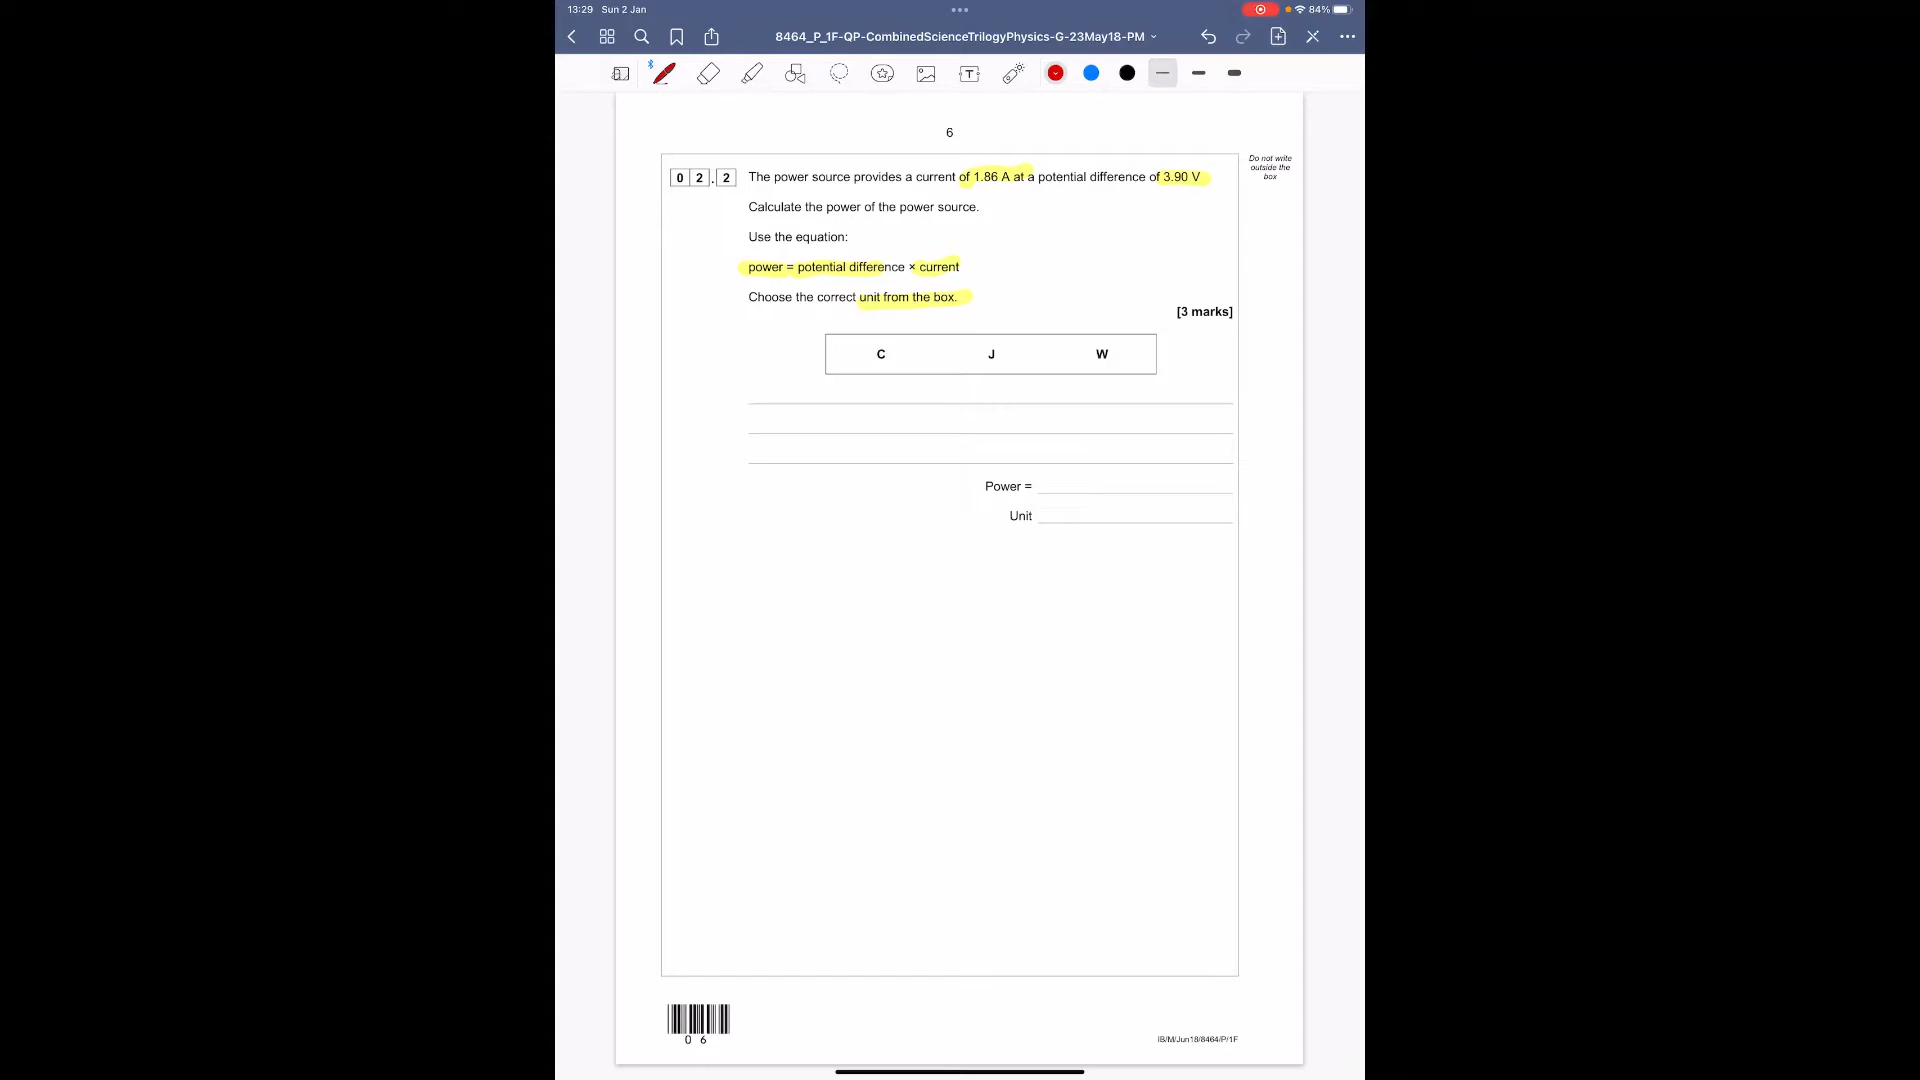 13:29 Sun 2 Jan
84%
8464_P_1F-QP-CombinedScienceTrilogyPhysics-G-23May18-PM
T
6
Do not write
outside the
box
0 2 . 2 The power source provides a current of 1.86 A at a potential difference of 3.90 V
Calculate the power of the power source.
Use the equation:
power = potential difference × current
Choose the correct unit from the box.
[3 marks]
C J W
Power =
Unit
0 6
IB/M/Jun18/8464/P/1F